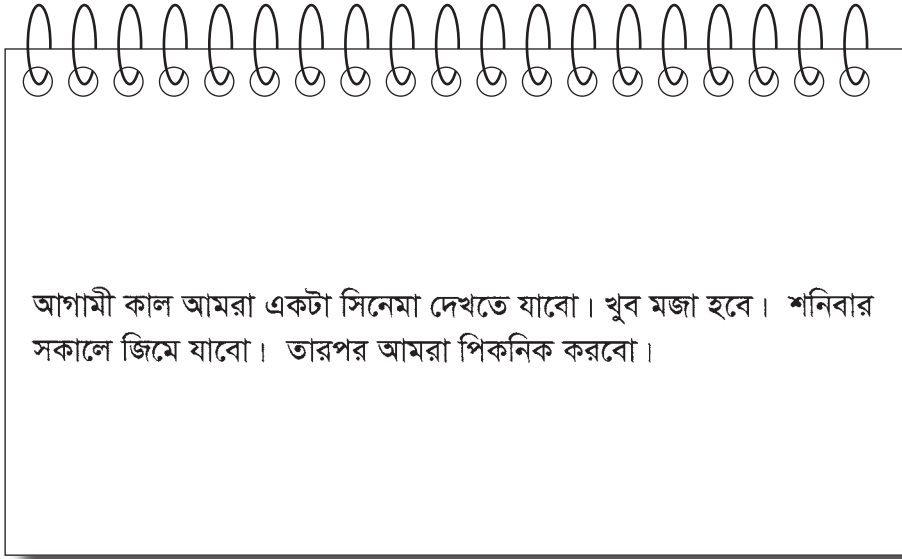 আগামী কাল আমরা একটা সিনেমা দেখতে যাবো। খুব মজা হবে। শনিবার
সকালে জিমে যাবো। তারপর আমরা পিকনিক করবো।